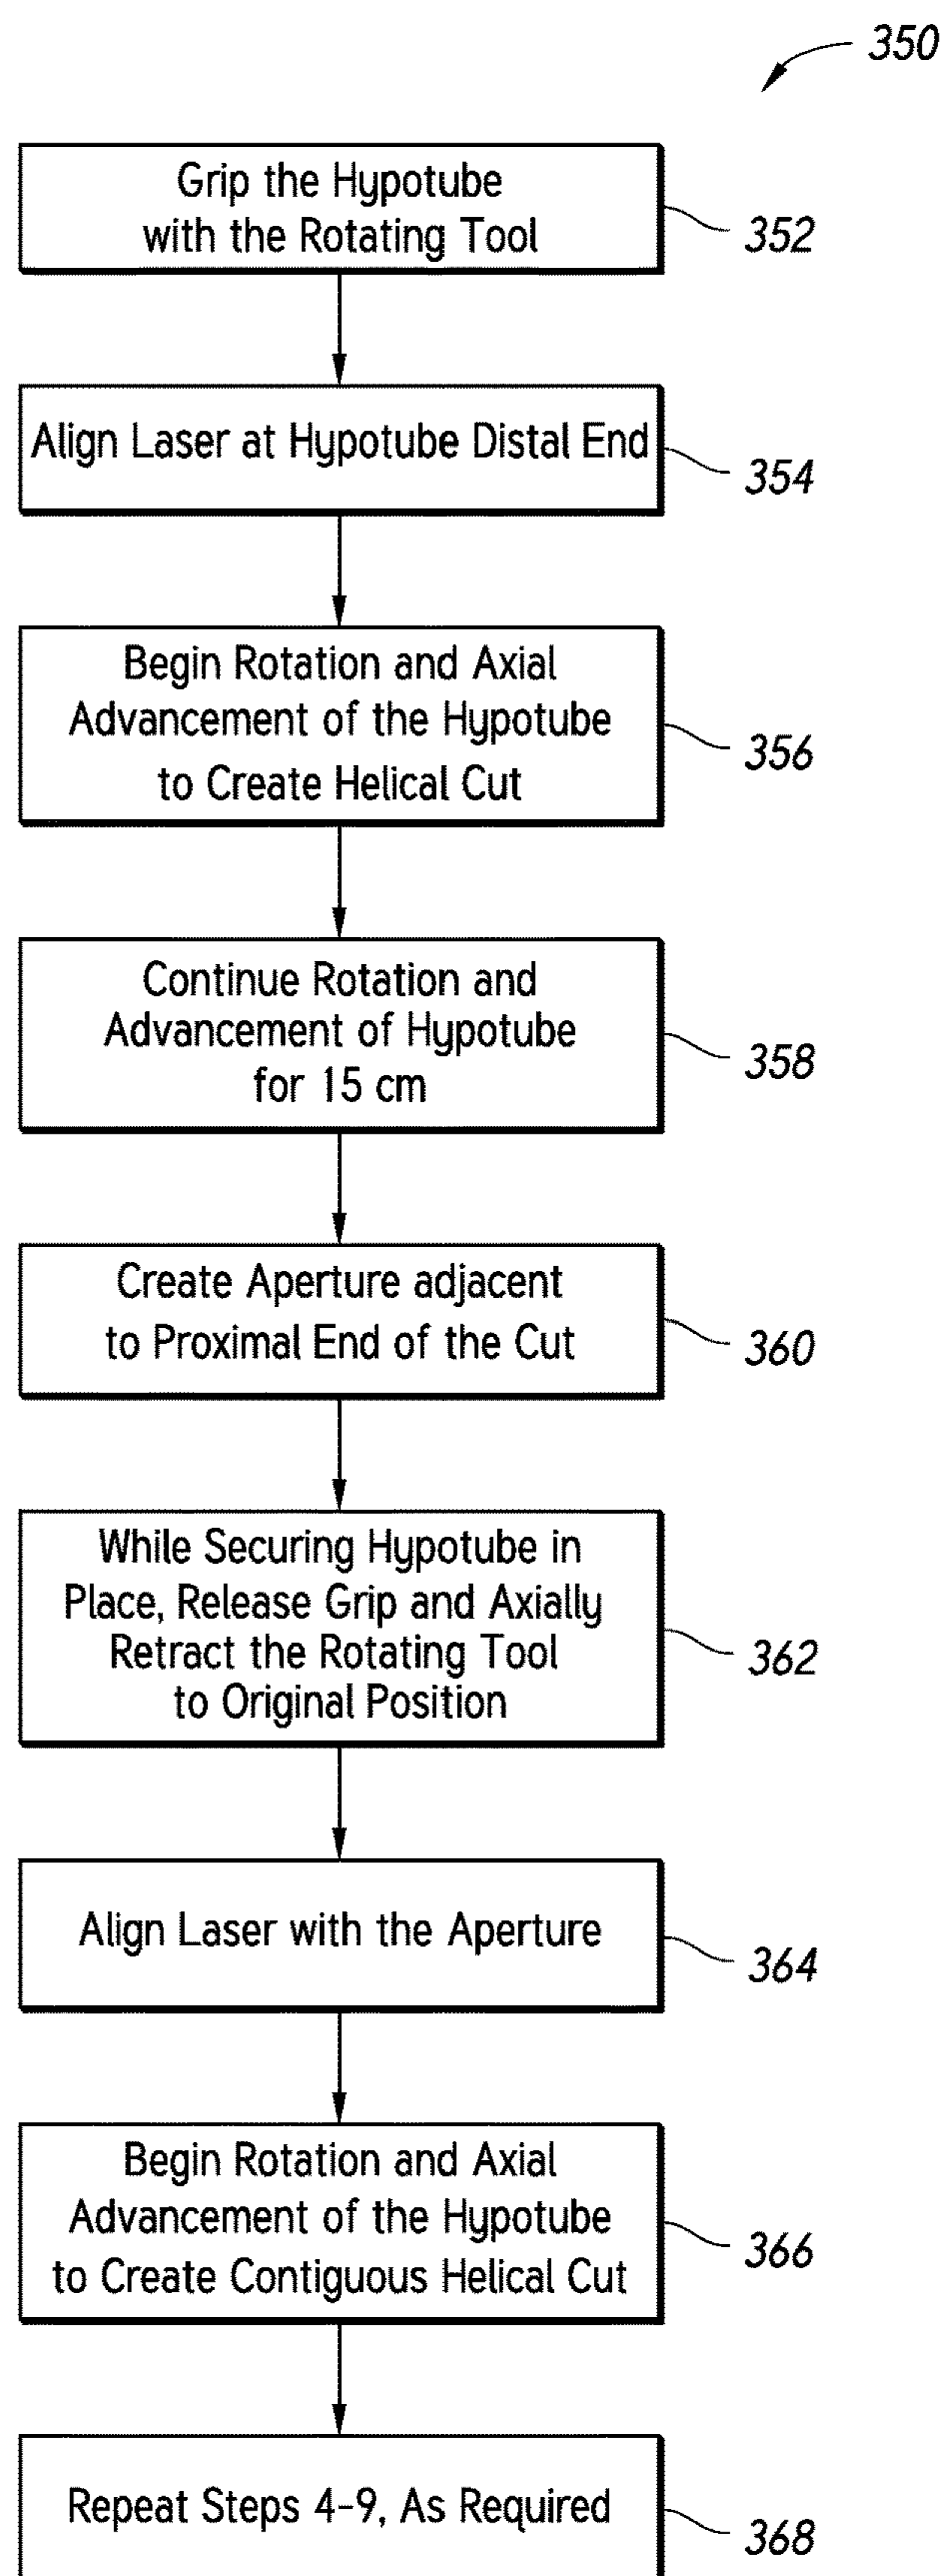 350
Grip the Hypotube
with the Rotating Tool
352
Align Laser at Hypotube Distal End
354
Begin Rotation and Axial
Advancement of the Hypotube
to Create Helical Cut
356
Continue Rotation and
Advancement of Hypotube
for 15 cm
358
Create Aperture adjacent
to Proximal End of the Cut
360
While Securing Hypotube in
Place, Release Grip and Axially
Retract the Rotating Tool
to Original Position
362
Align Laser with the Aperture
364
Begin Rotation and Axial
Advancement of the Hypotube
to Create Contiguous Helical Cut
366
Repeat Steps 4-9, As Required
368